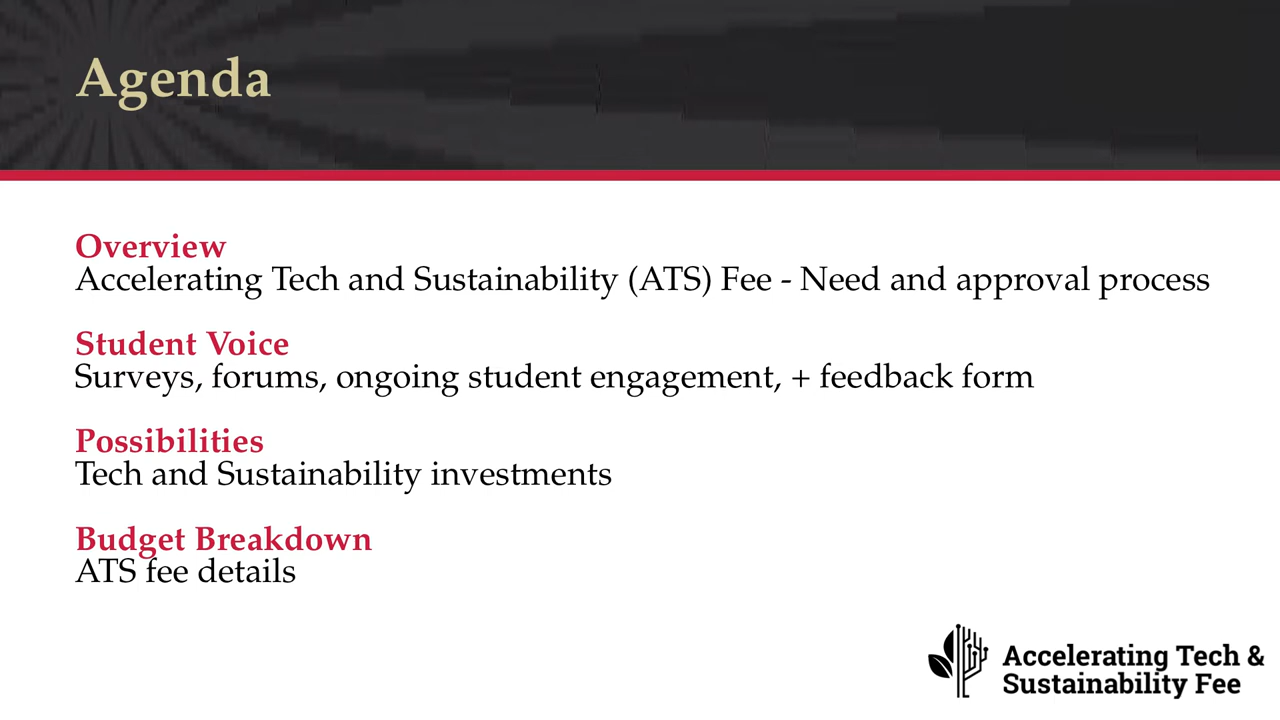 Agenda
Overview
Accelerating Tech and Sustainability (ATS) Fee - Need and approval process
Student Voice
Surveys, forums, ongoing student engagement, + feedback form
Possibilities
Tech and Sustainability investments
Budget Breakdown
ATS fee details
Accelerating Tech &
Sustainability Fee